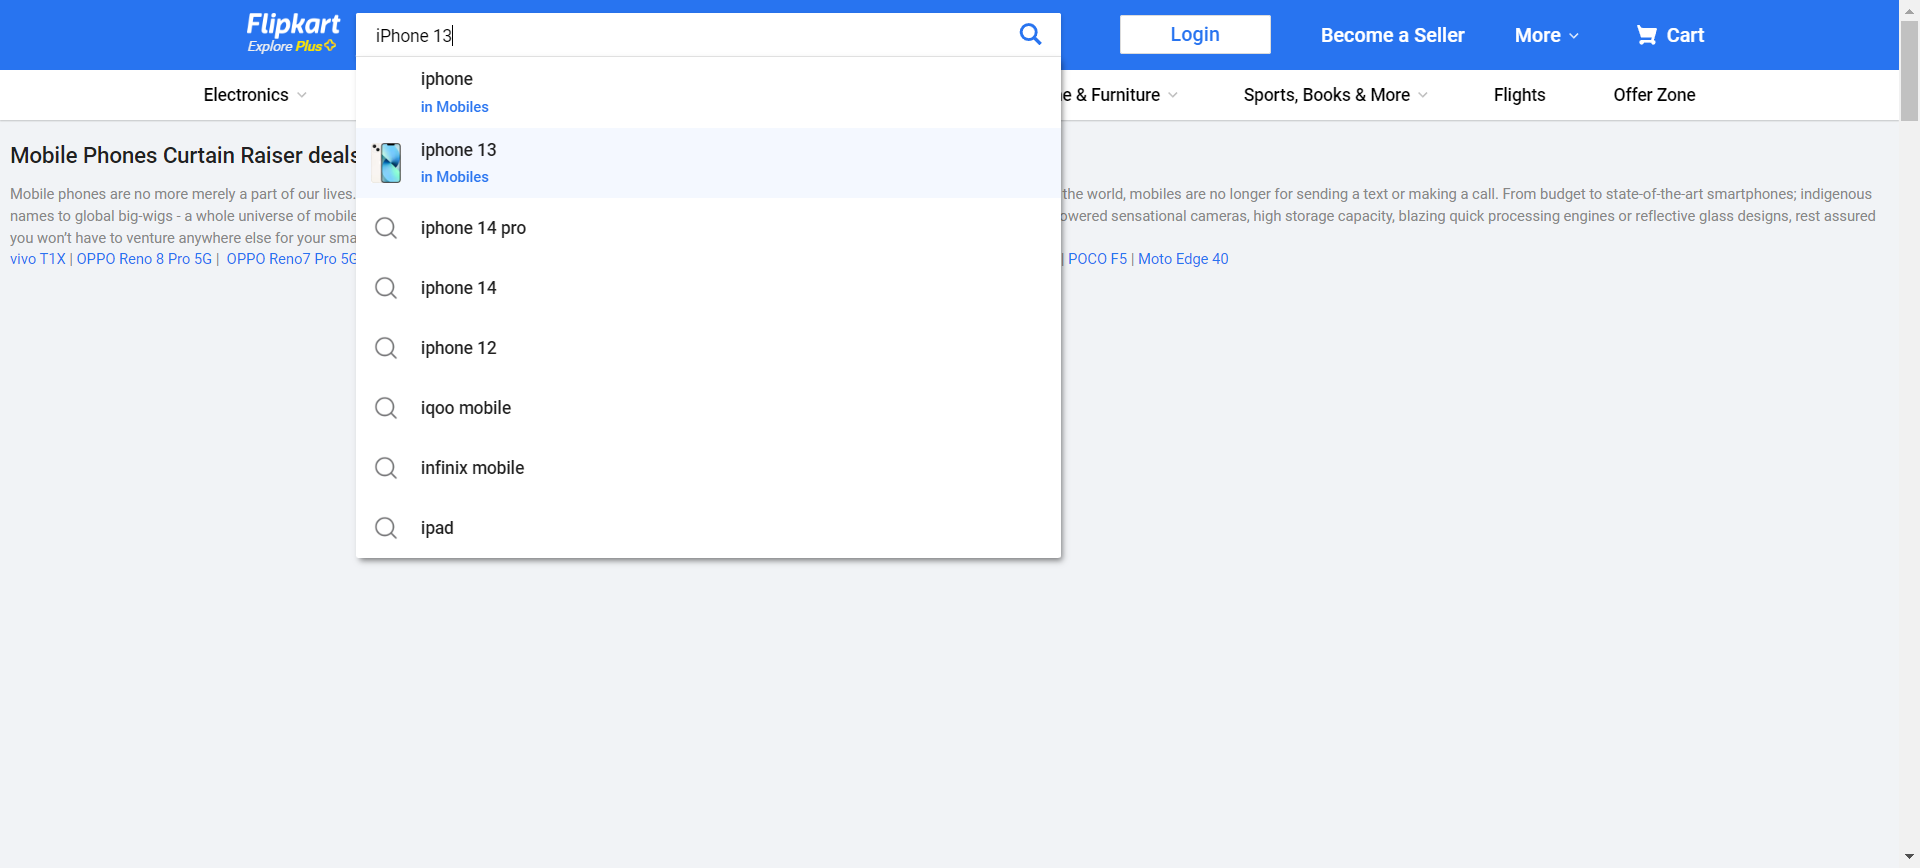 Flipkart
Explore Plus
iPhone 13
Login
Become a Seller
More
Cart
Electronics
e & Furniture
Sports, Books & More
Flights
Offer Zone
iphone
in Mobiles
iphone 13
in Mobiles
iphone 14 pro
iphone 14
iphone 12
iqoo mobile
infinix mobile
ipad
Mobile Phones Curtain Raiser deals
Mobile phones are no more merely a part of our lives. the world, mobiles are no longer for sending a text or making a call. From budget to state-of-the-art smartphones; indigenous
names to global big-wigs - a whole universe of mobile owered sensational cameras, high storage capacity, blazing quick processing engines or reflective glass designs, rest assured
you won’t have to venture anywhere else for your sma
vivo T1X | OPPO Reno 8 Pro 5G | OPPO Reno7 Pro 5G | POCO F5 | Moto Edge 40